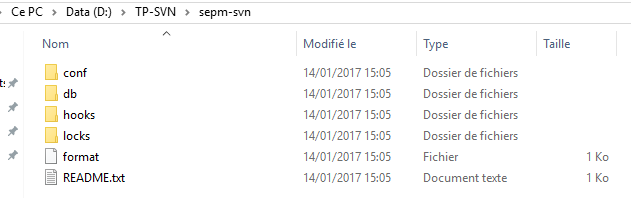 Ce PC > Data (D:) > TP-SVN > sepm-svn
Nom Modifié le Type Taille
conf 14/01/2017 15:05 Dossier de fichiers
db 14/01/2017 15:05 Dossier de fichiers
hooks 14/01/2017 15:05 Dossier de fichiers
locks 14/01/2017 15:05 Dossier de fichiers
format 14/01/2017 15:05 Fichier 1 Ko
README.txt 14/01/2017 15:05 Document texte 1 Ko